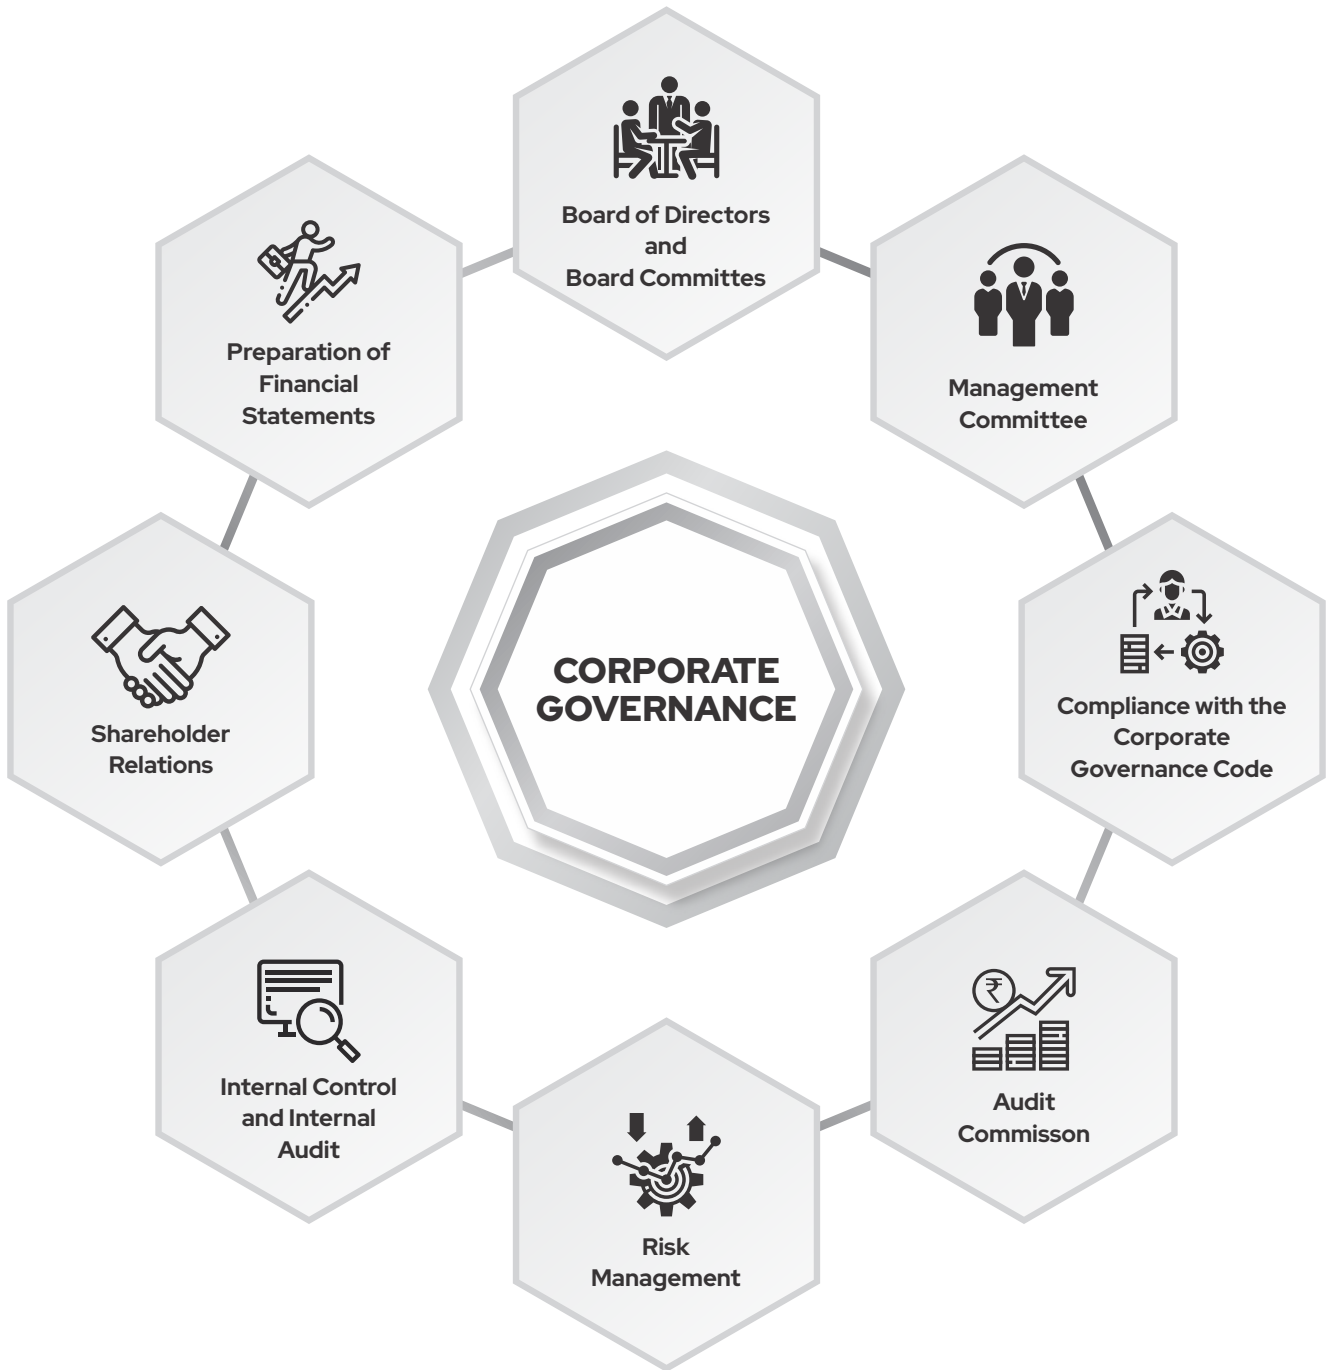 Board of Directors
and
Board Committes
Management
Committee
Compliance with the
Corporate
Governance Code
Audit
Commisson
Risk
Management
Internal Control
and Internal
Audit
Shareholder
Relations
Preparation of
Financial
Statements
CORPORATE
GOVERNANCE
₹